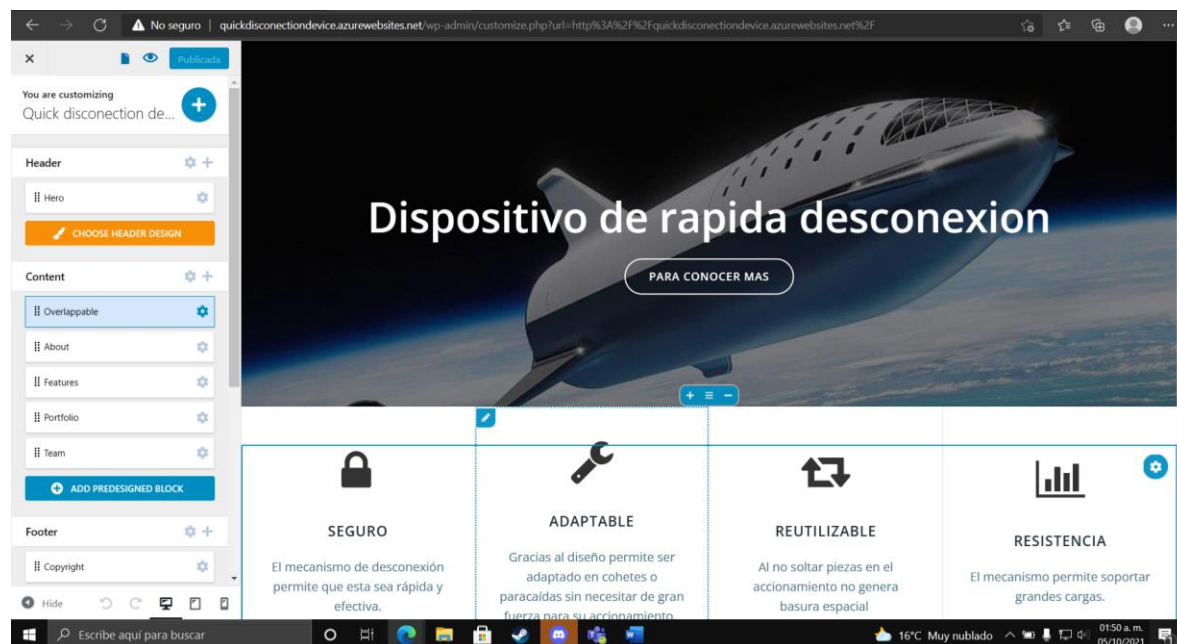 No seguro | quickdisconectiondevice.azurewebsites.net/wp-admin/customize.php?url=http%3A%2F%2Fquickdisconectiondevice.azurewebsites.net%2F
Publicada
You are customizing
Quick disconection de...
Header
Hero
CHOOSE HEADER DESIGN
Content
Overlappable
About
Features
Portfolio
Team
ADD PREDESIGNED BLOCK
Footer
Copyright
Hide
Dispositivo de rapida desconexion
PARA CONOCER MAS
SEGURO
El mecanismo de desconexión
permite que esta sea rápida y
efectiva.
ADAPTABLE
Gracias al diseño permite ser
adaptado en cohetes o
paracaídas sin necesitar de gran
fuerza para su accionamiento
REUTILIZABLE
Al no soltar piezas en el
accionamiento no genera
basura espacial
RESISTENCIA
El mecanismo permite soportar
grandes cargas.
Escribe aquí para buscar
16°C Muy nublado
01:50 a. m.
05/10/2021